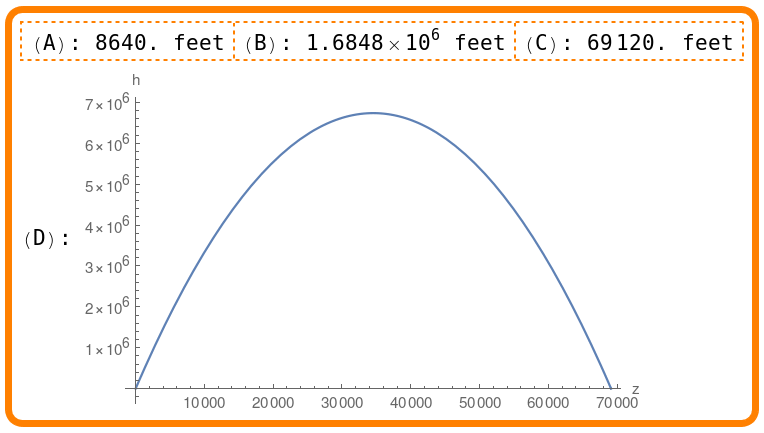 (A): 8640. feet (B): 1.6848×10⁶ feet (C): 69120. feet
h
7×10⁶
6×10⁶
5×10⁶
4×10⁶
(D):
3×10⁶
2×10⁶
1×10⁶
z
10000 20000 30000 40000 50000 60000 70000